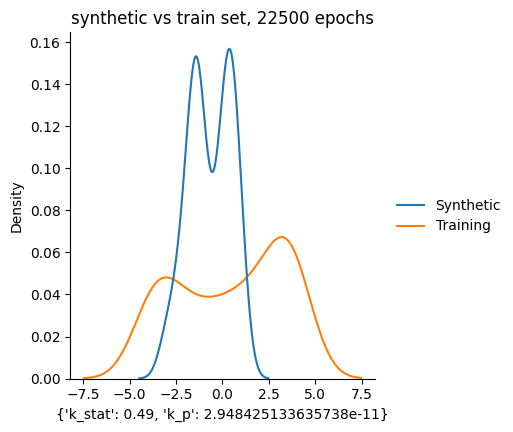 synthetic vs train set, 22500 epochs
0.16
0.14
0.12
0.10
0.08
0.06
0.04
0.02
0.00
Density
Synthetic
Training
−7.5 −5.0 −2.5 0.0 2.5 5.0 7.5
{'k_stat': 0.49, 'k_p': 2.948425133635738e-11}